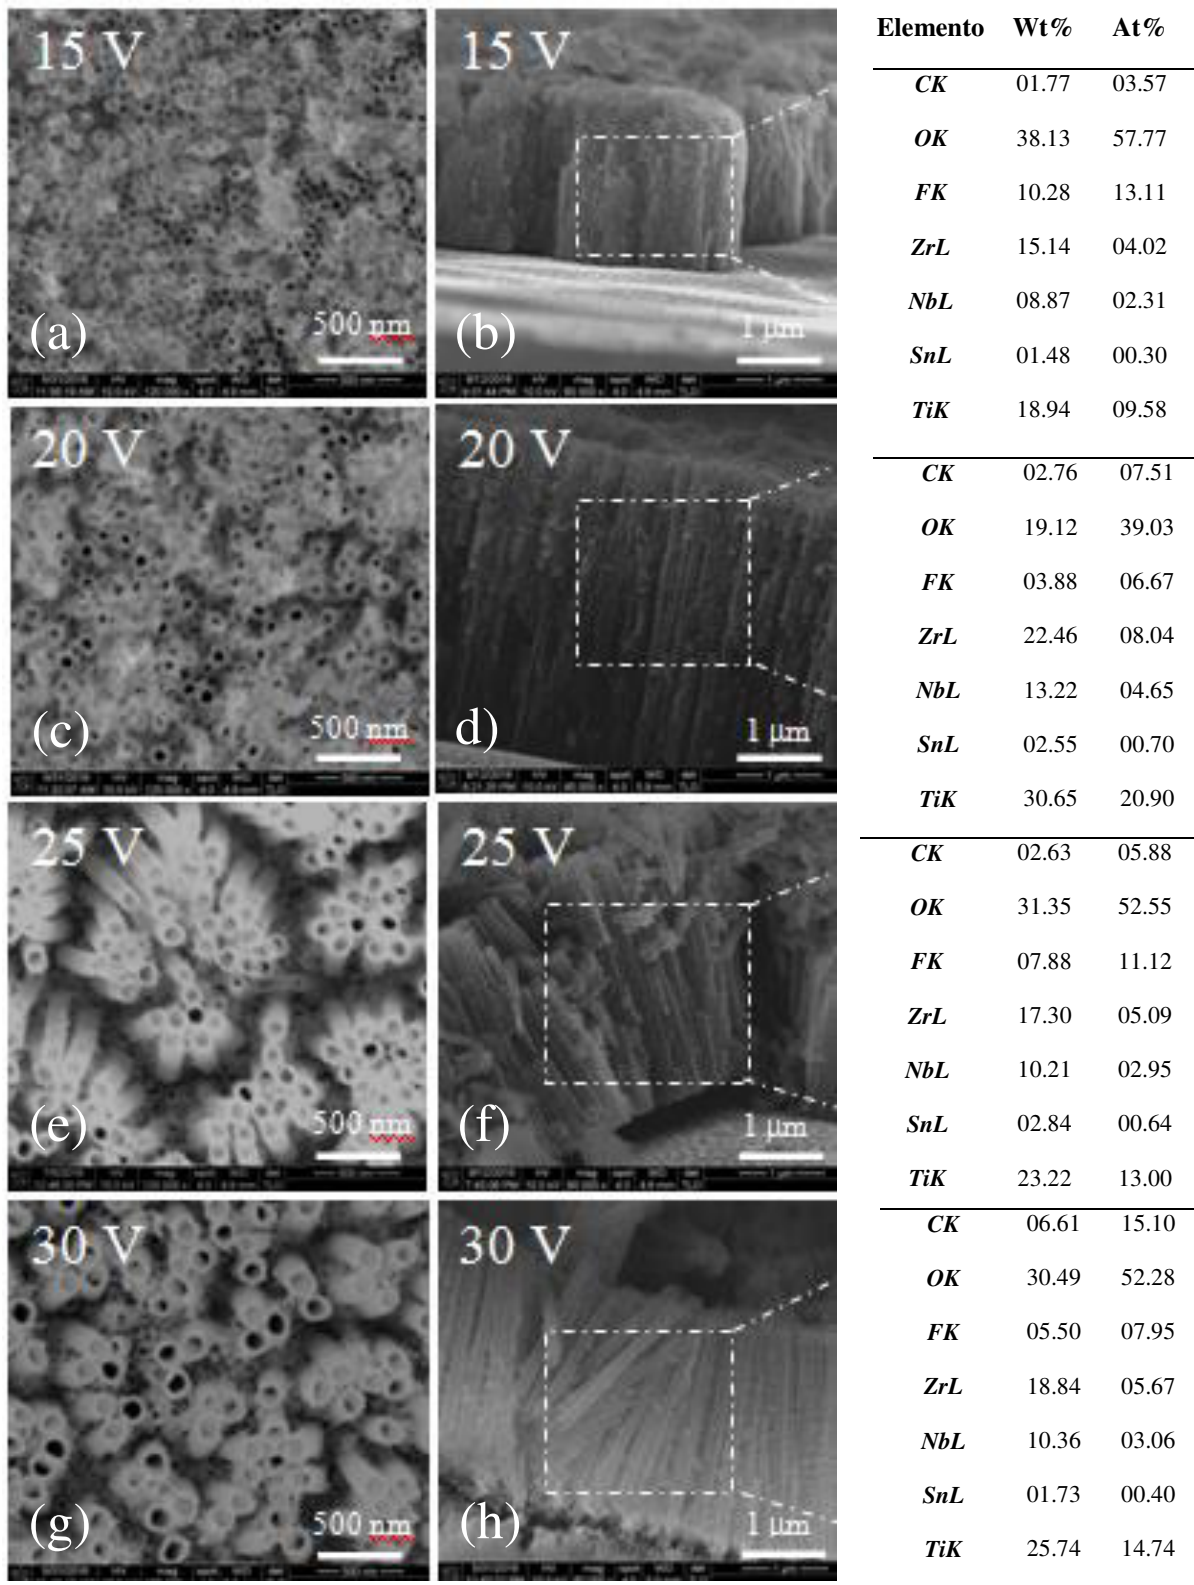 15 V
15 V
(a)
500 nm
(b)
1 µm
20 V
20 V
(c)
500 nm
d)
1 µm
25 V
25 V
(e)
500 nm
(f)
1 µm
30 V
30 V
(g)
500 nm
(h)
1 µm
Elemento Wt% At%
CK 01.77 03.57
OK 38.13 57.77
FK 10.28 13.11
ZrL 15.14 04.02
NbL 08.87 02.31
SnL 01.48 00.30
TiK 18.94 09.58
CK 02.76 07.51
OK 19.12 39.03
FK 03.88 06.67
ZrL 22.46 08.04
NbL 13.22 04.65
SnL 02.55 00.70
TiK 30.65 20.90
CK 02.63 05.88
OK 31.35 52.55
FK 07.88 11.12
ZrL 17.30 05.09
NbL 10.21 02.95
SnL 02.84 00.64
TiK 23.22 13.00
CK 06.61 15.10
OK 30.49 52.28
FK 05.50 07.95
ZrL 18.84 05.67
NbL 10.36 03.06
SnL 01.73 00.40
TiK 25.74 14.74